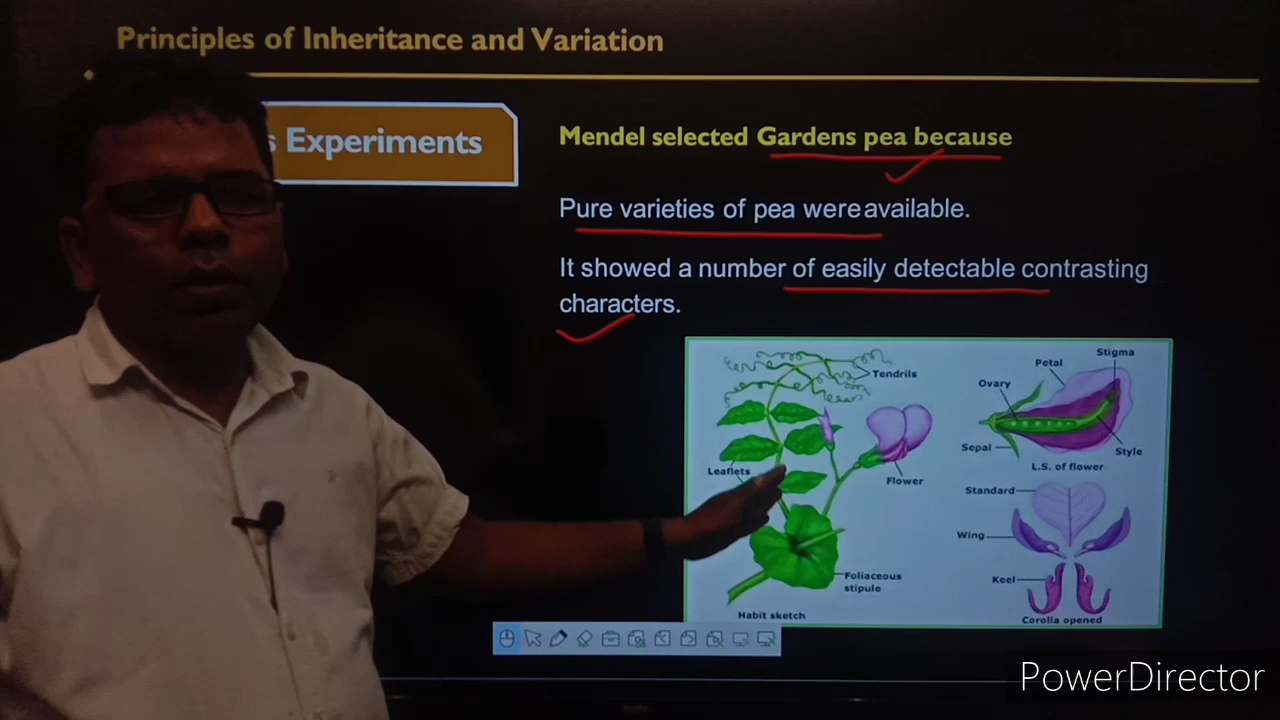 Principles of Inheritance and Variation
s Experiments
Mendel selected Gardens pea because
Pure varieties of pea were available.
It showed a number of easily detectable contrasting
characters.
Tendrils
Leaflets
Flower
Foliaceous
stipule
Habit sketch
Stigma
Petal
Ovary
Sepal
Style
L.S. of flower
Standard
Wing
Keel
Corolla opened
PowerDirector